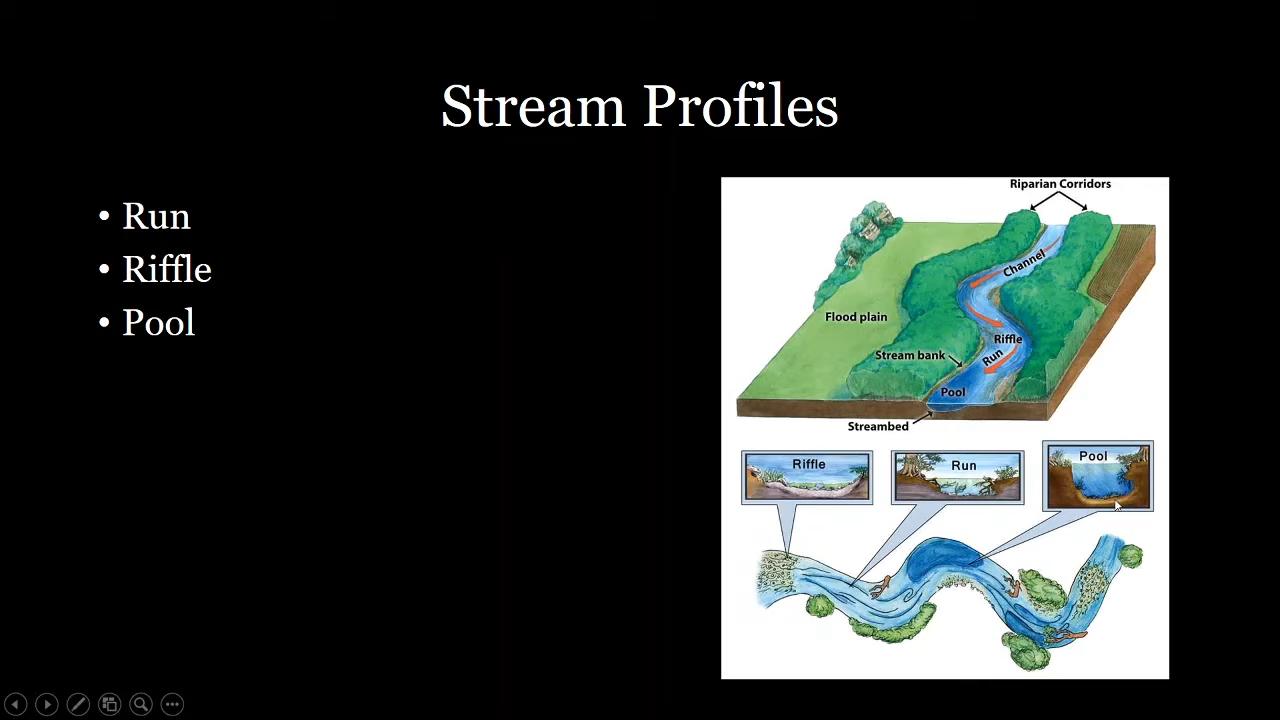 Stream Profiles
• Run
• Riffle
• Pool
Riparian Corridors
Channel
Flood plain
Riffle
Stream bank
Run
Pool
Streambed
Riffle
Run
Pool